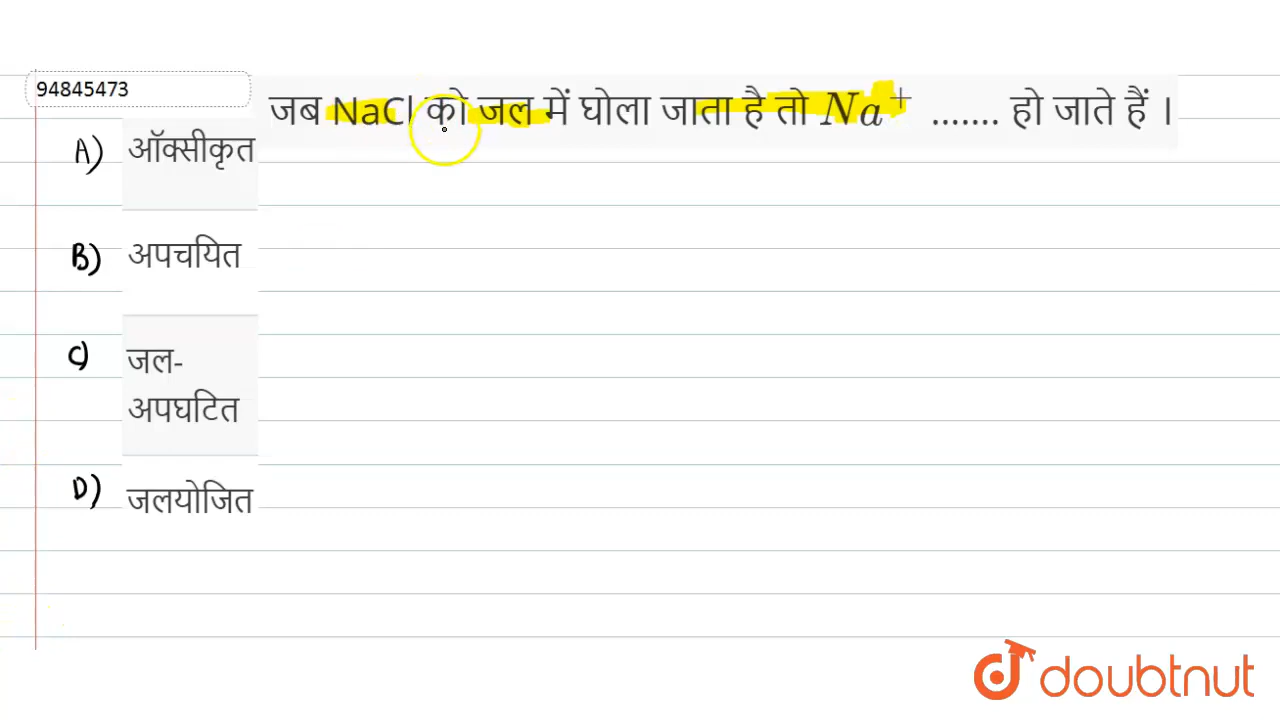 94845473
जब NaCl को जल में घोला जाता है तो Na⁺ ....... हो जाते हैं ।
A) ऑक्सीकृत
B) अपचयित
C) जल-
अपघटित
D) जलयोजित
doubtnut